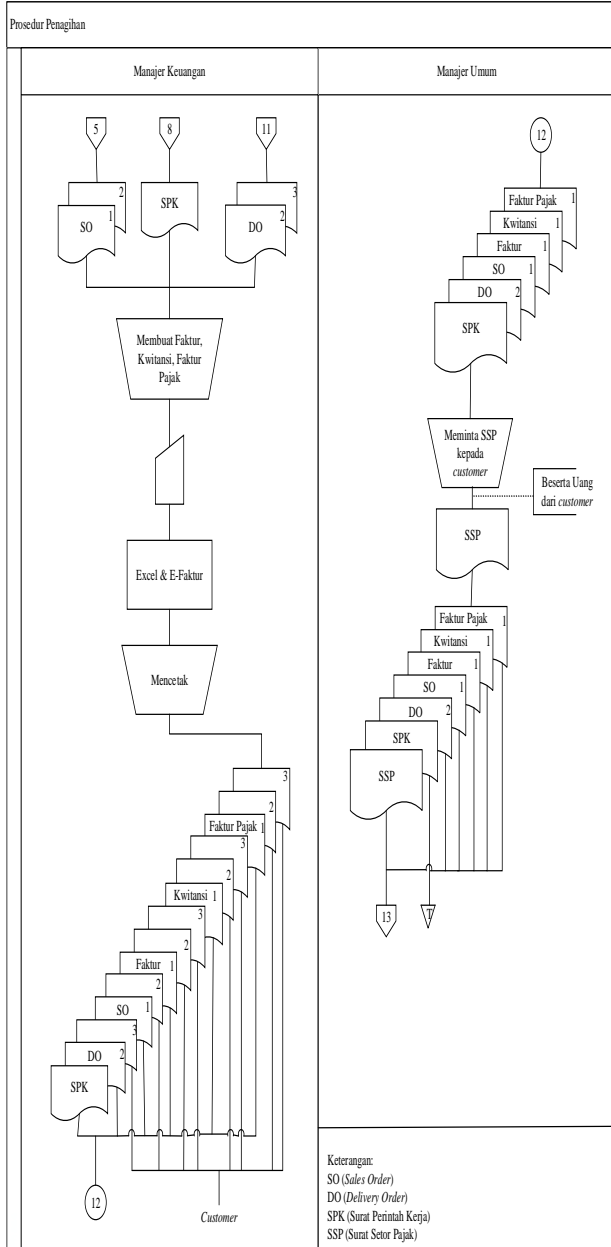 Prosedur Penagihan
Manajer Keuangan
Manajer Umum
5
8
11
2
SO
1
SPK
3
DO
2
Membuat Faktur,
Kwitansi, Faktur
Pajak
Excel & E-Faktur
Mencetak
3
2
Faktur Pajak 1
3
2
Kwitansi 1
3
2
Faktur 1
2
SO 1
3
DO 2
SPK
12
Customer
12
Faktur Pajak 1
Kwitansi 1
Faktur 1
SO 1
DO 2
SPK
Meminta SSP
kepada
customer
Beserta Uang
dari customer
SSP
Faktur Pajak 1
Kwitansi 1
Faktur 1
SO 1
DO 2
SPK
SSP
13
T
Keterangan:
SO (Sales Order)
DO (Delivery Order)
SPK (Surat Perintah Kerja)
SSP (Surat Setor Pajak)